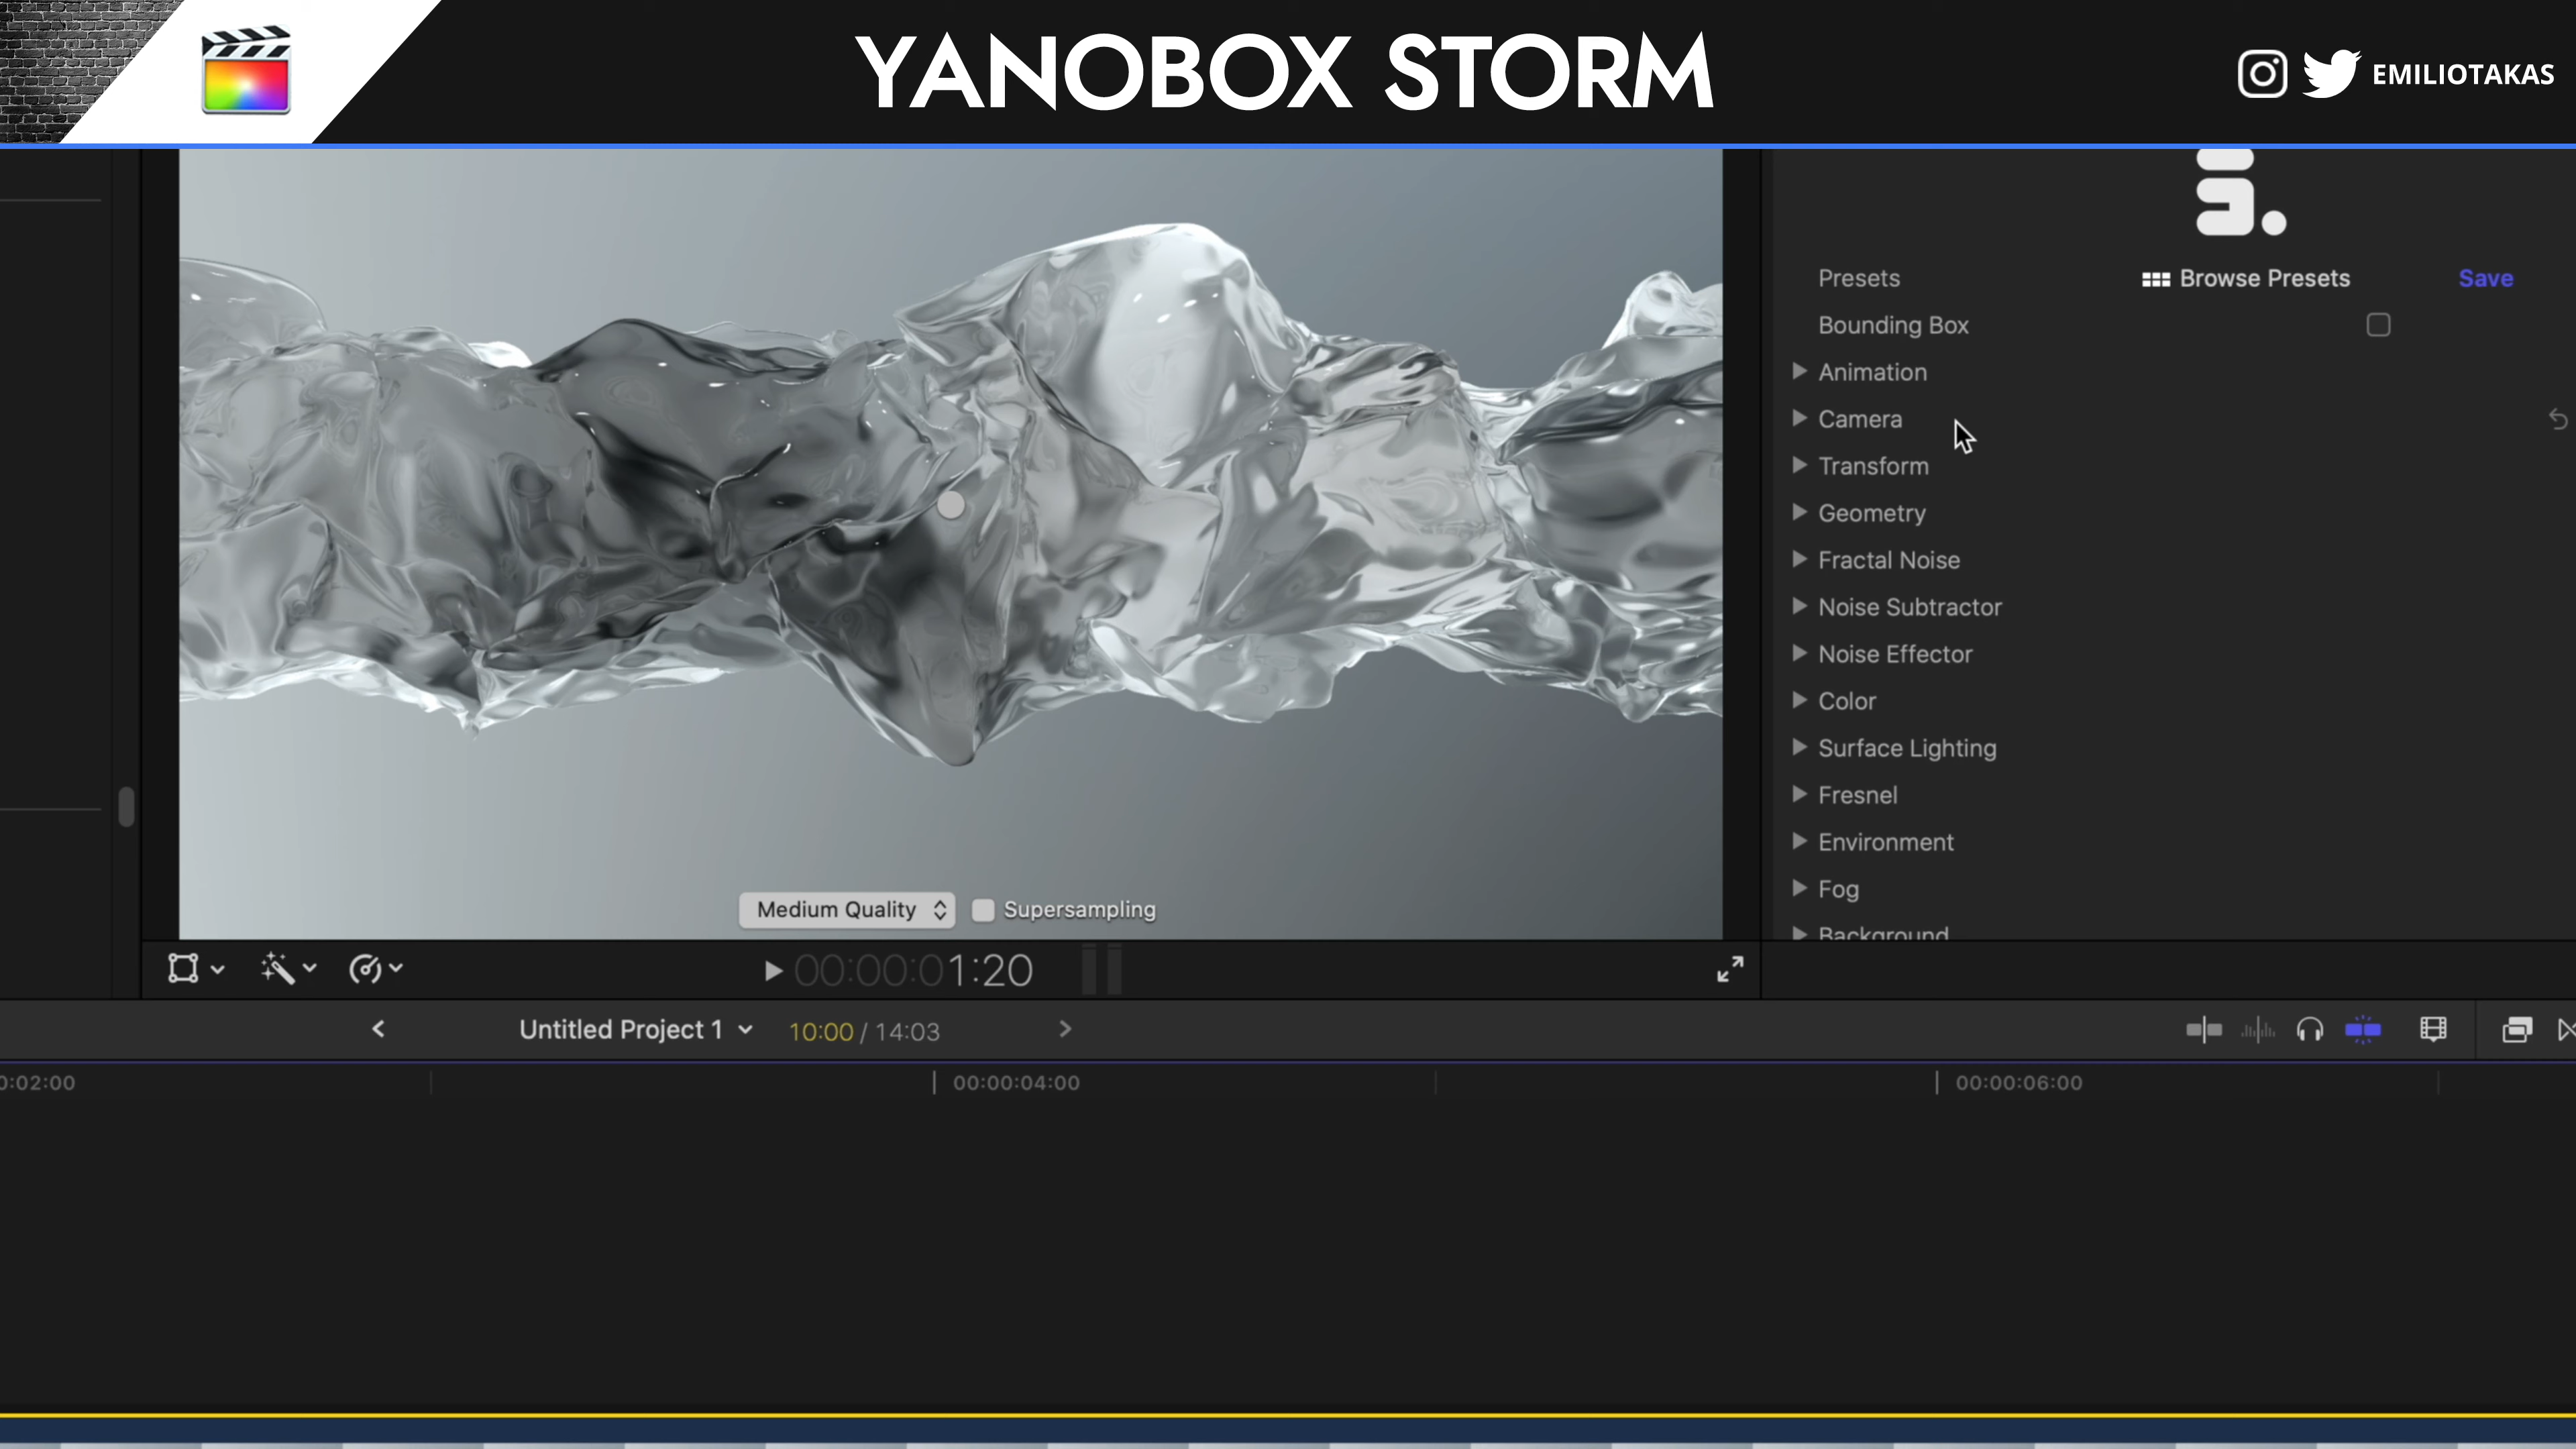 YANOBOX STORM
EMILIOTAKAS
Presets
Browse Presets
Save
Bounding Box
Animation
Camera
Transform
Geometry
Fractal Noise
Noise Subtractor
Noise Effector
Color
Surface Lighting
Fresnel
Environment
Fog
Background
Medium Quality
Supersampling
00:00:01:20
Untitled Project 1
10:00 / 14:03
0:02:00
00:00:04:00
00:00:06:00